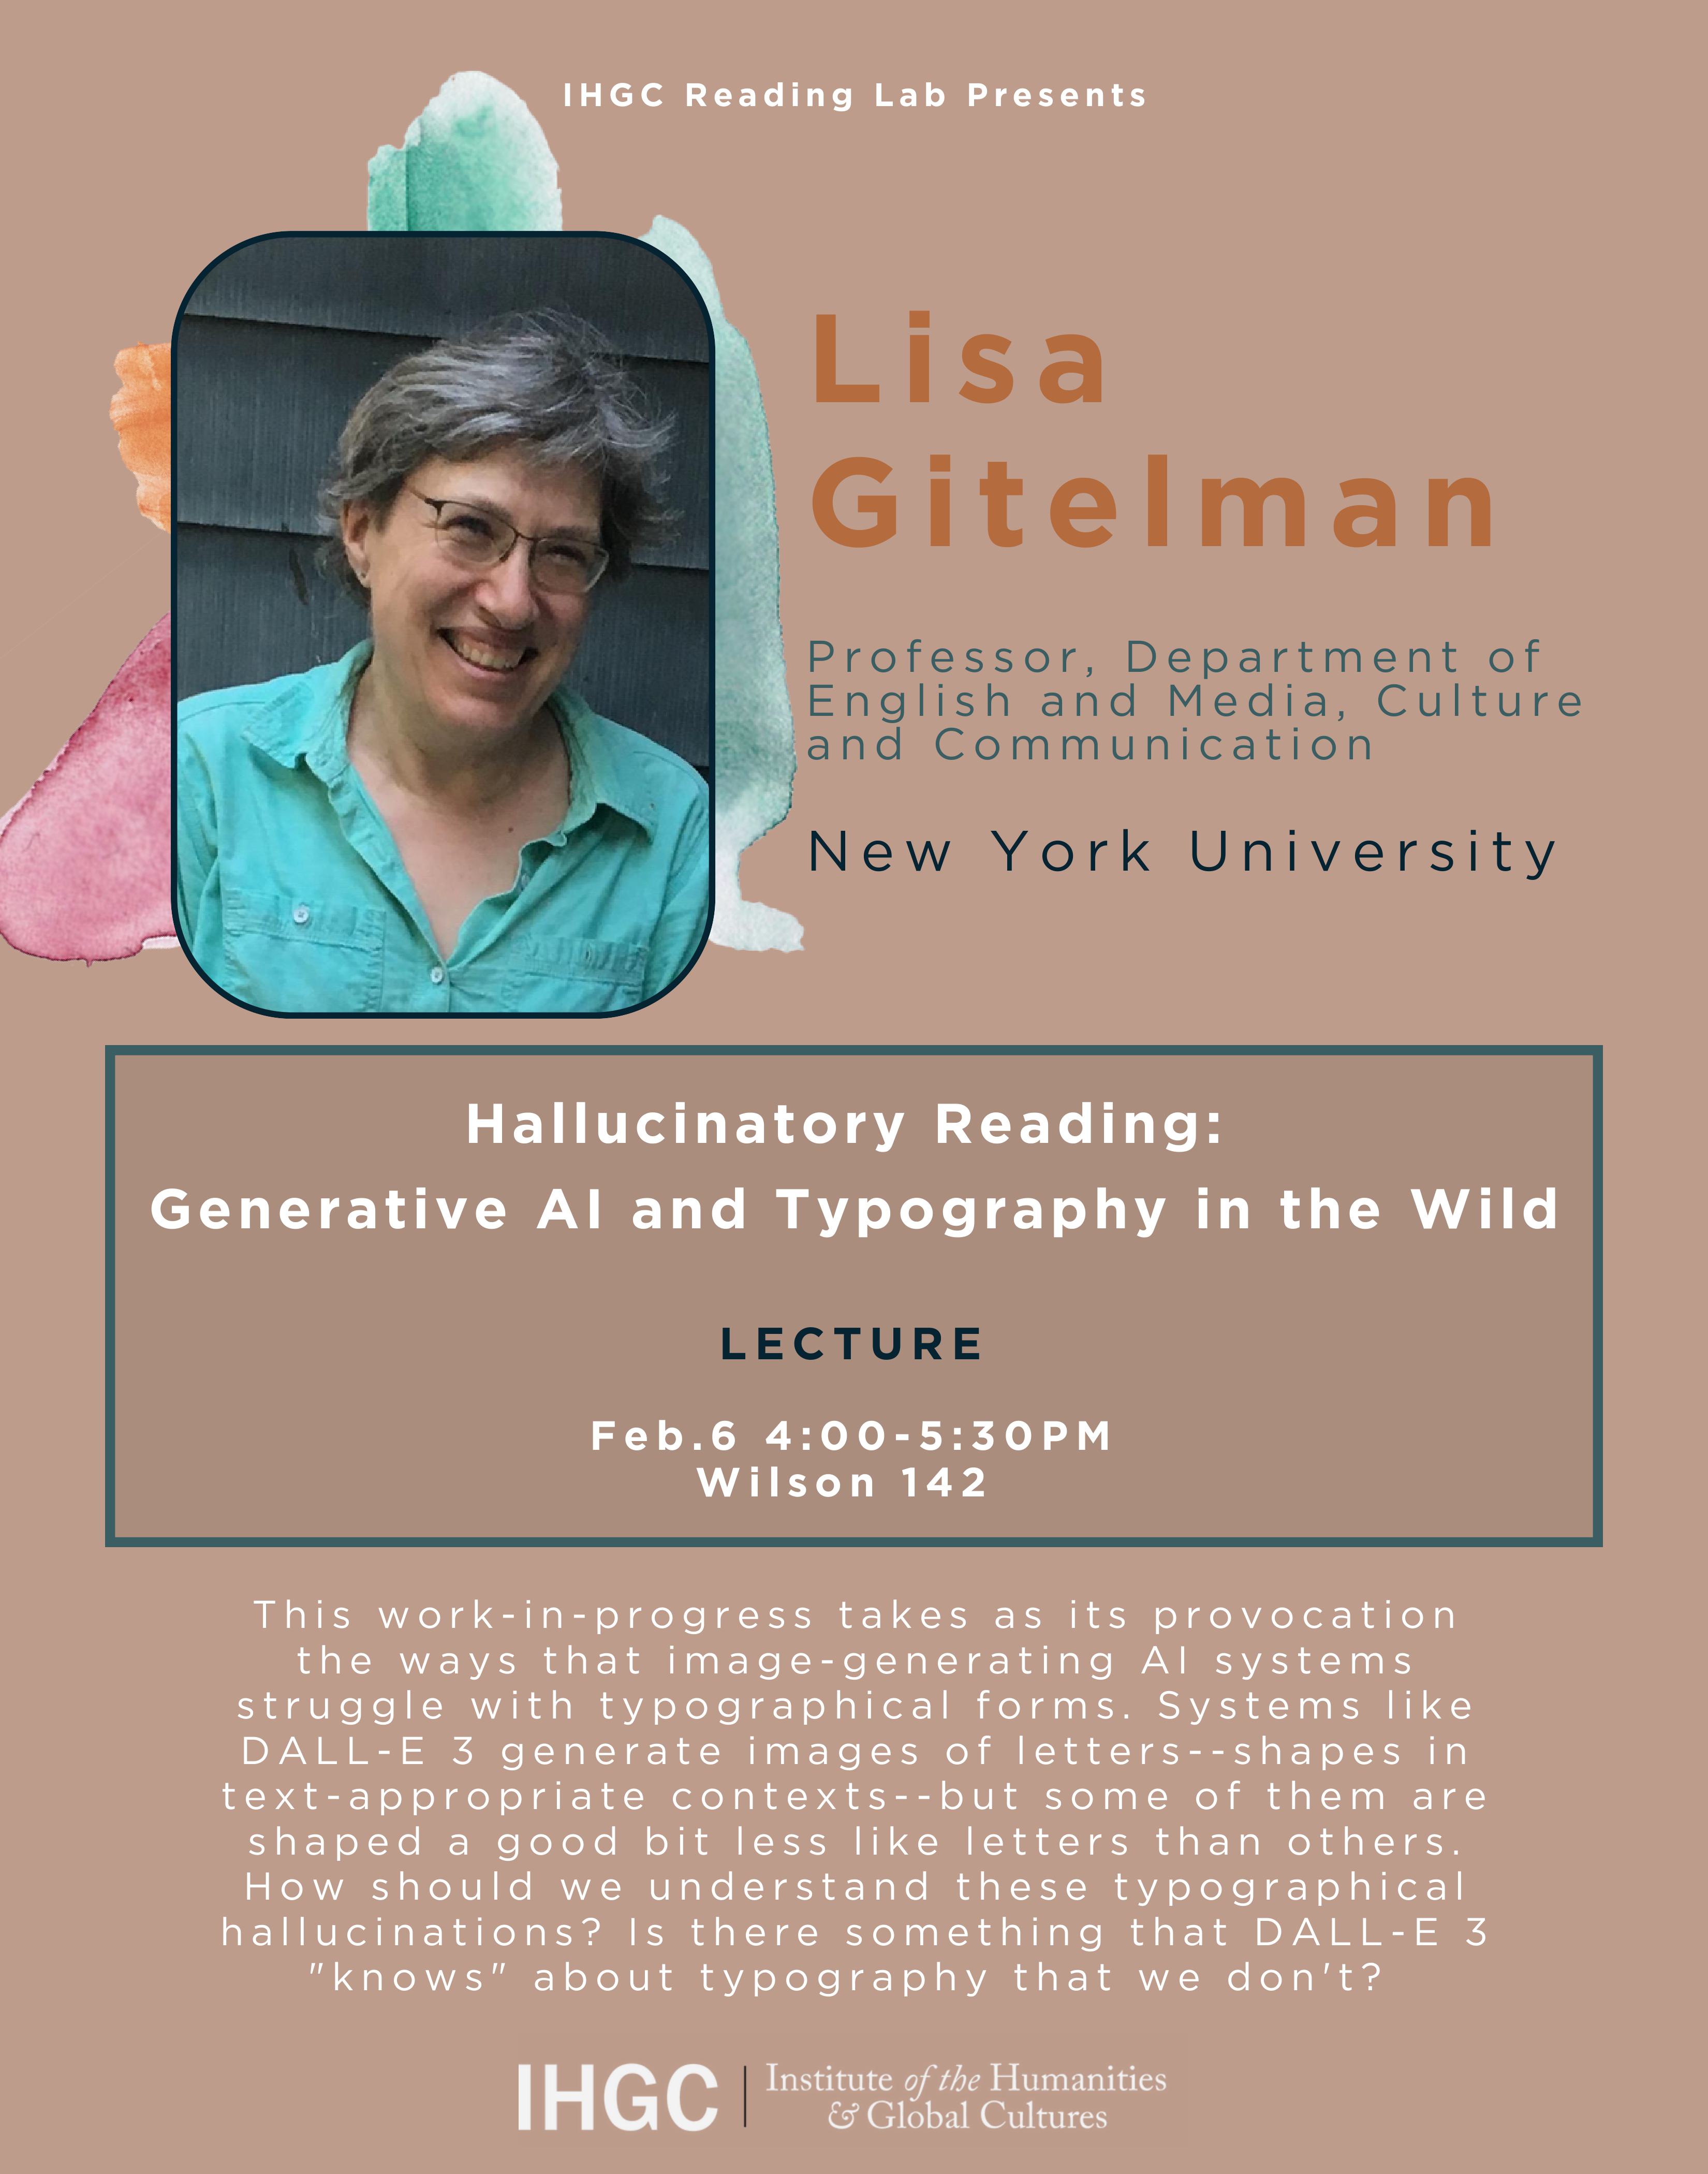 IHGC Reading Lab Presents
Lisa
Gitelman
Professor, Department of
English and Media, Culture
and Communication
New York University
Hallucinatory Reading:
Generative AI and Typography in the Wild
LECTURE
Feb.6 4:00-5:30PM
Wilson 142
This work-in-progress takes as its provocation
the ways that image-generating AI systems
struggle with typographical forms. Systems like
DALL-E 3 generate images of letters--shapes in
text-appropriate contexts--but some of them are
shaped a good bit less like letters than others.
How should we understand these typographical
hallucinations? Is there something that DALL-E 3
"knows" about typography that we don't?
IHGC
Institute of the Humanities
& Global Cultures